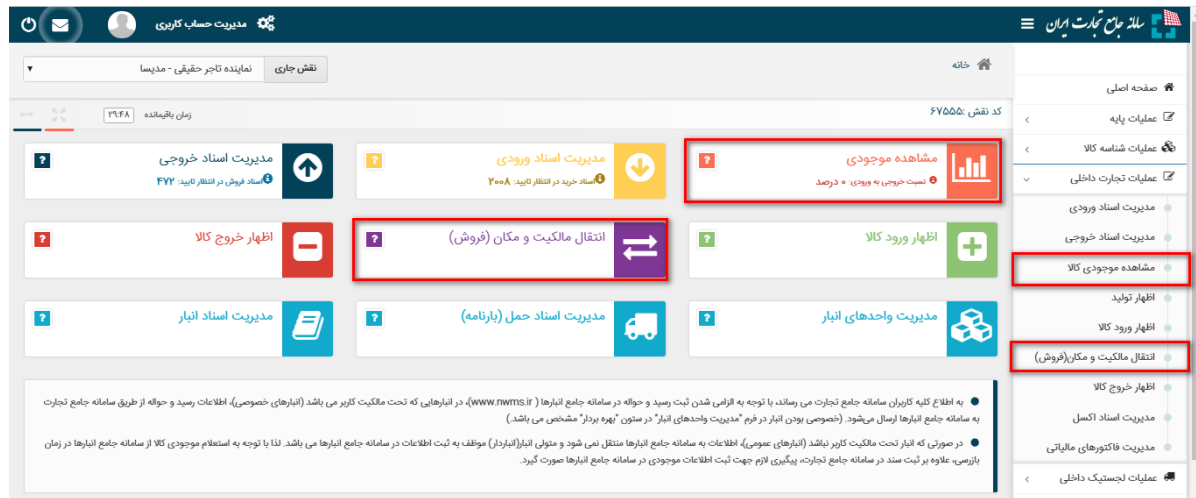 سامانه جامع تجارت ایران
مدیریت حساب کاربری
خانه
نقش جاری
نماینده تاجر حقیقی - مدیسا
کد نقش :۶۷۵۵۵
زمان باقیمانده ۲۹:۴۸
صفحه اصلی
عملیات پایه
عملیات شناسه کالا
عملیات تجارت داخلی
مدیریت اسناد ورودی
مدیریت اسناد خروجی
مشاهده موجودی کالا
اظهار تولید
اظهار ورود کالا
انتقال مالکیت و مکان(فروش)
اظهار خروج کالا
مدیریت اسناد اکسل
مدیریت فاکتورهای مالیاتی
عملیات لجستیک داخلی
مشاهده موجودی
?
نسبت خروجی به ورودی: ۰ درصد
مدیریت اسناد ورودی
?
اسناد خرید در انتظار تایید: ۲۰۰۸
مدیریت اسناد خروجی
?
اسناد فروش در انتظار تایید: ۴۷۲
اظهار ورود کالا
?
انتقال مالکیت و مکان (فروش)
?
اظهار خروج کالا
?
مدیریت واحدهای انبار
?
مدیریت اسناد حمل (بارنامه)
?
مدیریت اسناد انبار
?
به اطلاع کلیه کاربران سامانه جامع تجارت می رساند، با توجه به الزامی شدن ثبت رسید و حواله در سامانه جامع انبارها ( www.nwms.ir)، در انبارهایی که تحت مالکیت کاربر می باشد (انبارهای خصوصی)، اطلاعات رسید و حواله از طریق سامانه جامع تجارت
به سامانه جامع انبارها ارسال می‌شود. (خصوصی بودن انبار در فرم "مدیریت واحدهای انبار" در ستون "بهره بردار" مشخص می باشد.)
در صورتی که انبار تحت مالکیت کاربر نباشد (انبارهای عمومی)، اطلاعات به سامانه جامع انبارها منتقل نمی شود و متولی انبار(انباردار) موظف به ثبت اطلاعات در سامانه جامع انبارها می باشد. لذا با توجه به استعلام موجودی کالا از سامانه جامع انبارها در زمان
بازرسی، علاوه بر ثبت سند در سامانه جامع تجارت، پیگیری لازم جهت ثبت اطلاعات موجودی در سامانه جامع انبارها صورت گیرد.